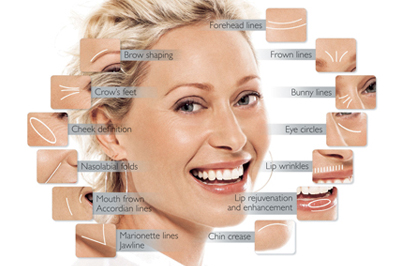 Forehead lines
Brow shaping
Frown lines
Crow's feet
Bunny lines
Cheek definition
Eye circles
Nasolabial folds
Lip wrinkles
Mouth frown
Accordian lines
Lip rejuvenation
and enhancement
Marionette lines
Jawline
Chin crease